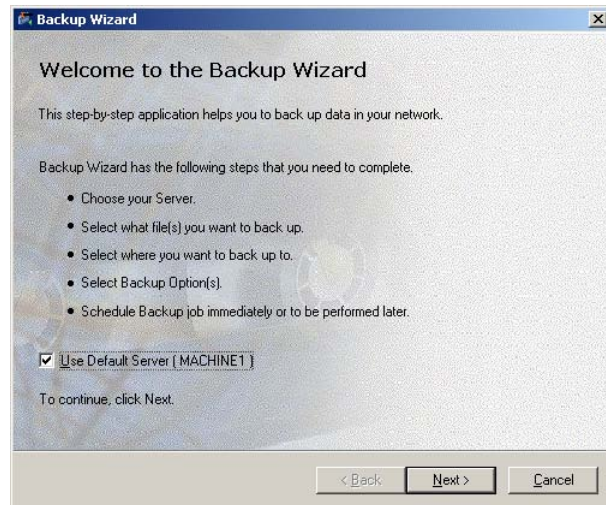 Backup Wizard
Welcome to the Backup Wizard
This step-by-step application helps you to back up data in your network.
Backup Wizard has the following steps that you need to complete.
• Choose your Server.
• Select what file(s) you want to back up.
• Select where you want to back up to.
• Select Backup Option(s).
• Schedule Backup job immediately or to be performed later.
Use Default Server ( MACHINE1 )
To continue, click Next.
< Back Next > Cancel